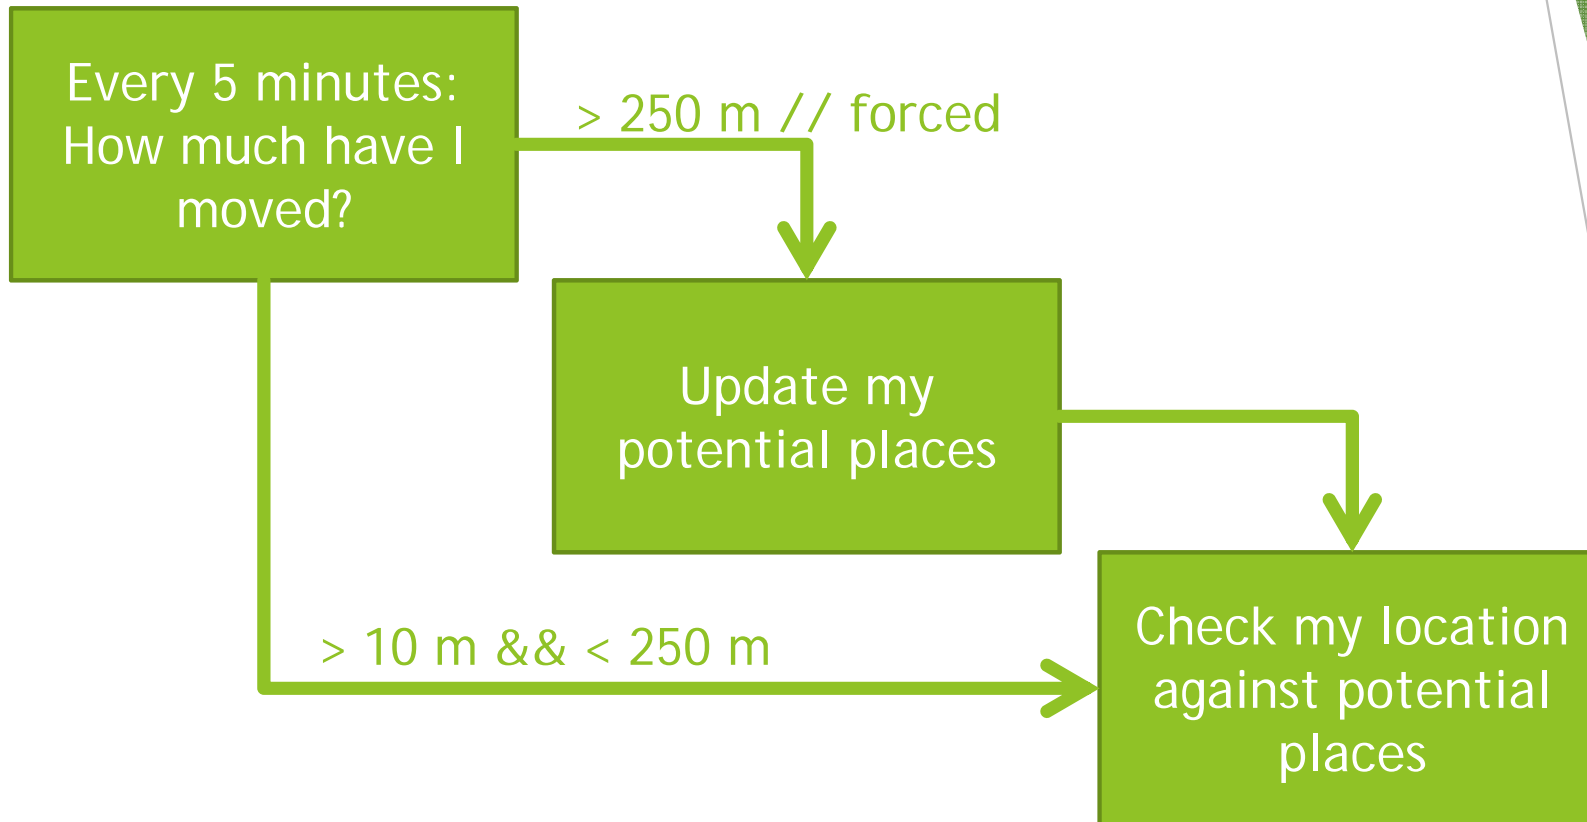 Every 5 minutes:
How much have I
moved?
> 250 m // forced
Update my
potential places
> 10 m && < 250 m
Check my location
against potential
places